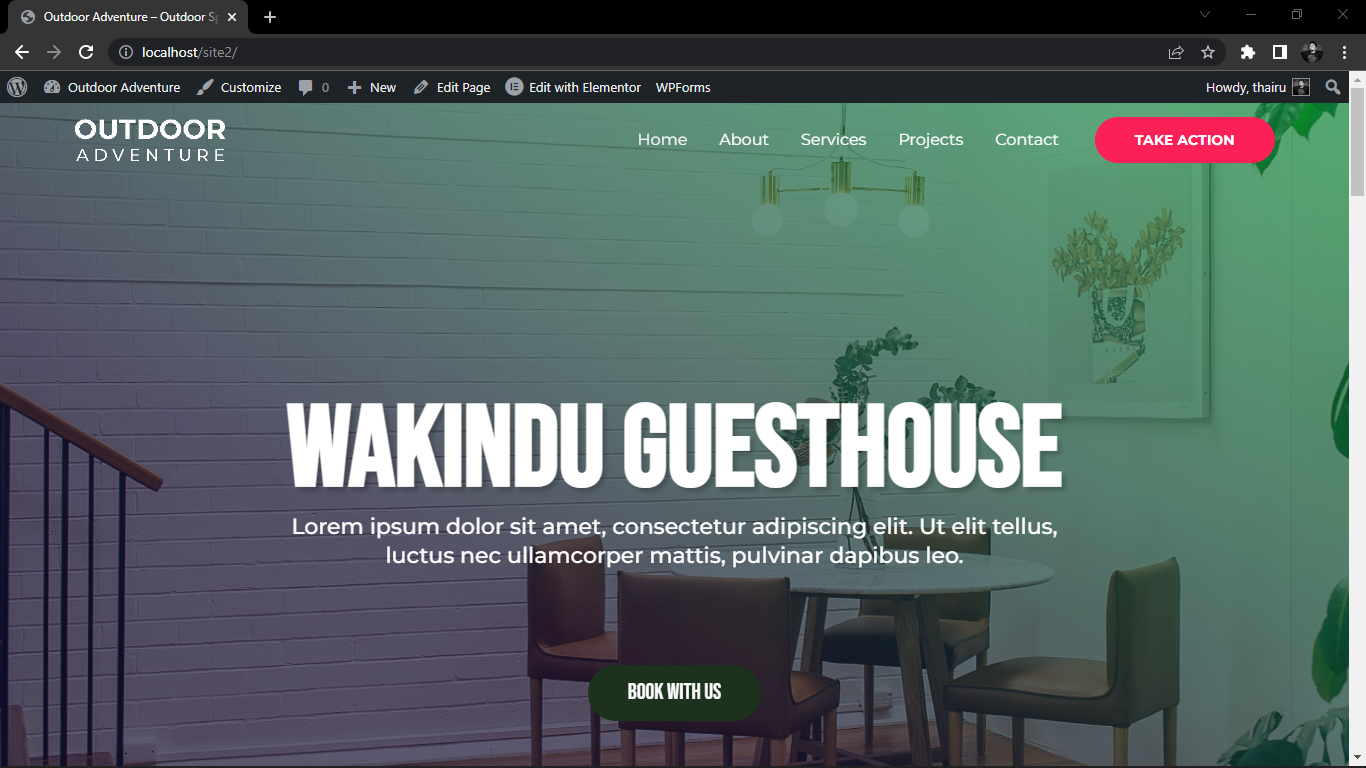 Outdoor Adventure – Outdoor Sp
localhost/site2/
Outdoor Adventure Customize 0 New Edit Page Edit with Elementor WPForms Howdy, thairu
OUTDOOR
ADVENTURE
Home About Services Projects Contact TAKE ACTION
WAKINDU GUESTHOUSE
Lorem ipsum dolor sit amet, consectetur adipiscing elit. Ut elit tellus,
luctus nec ullamcorper mattis, pulvinar dapibus leo.
BOOK WITH US